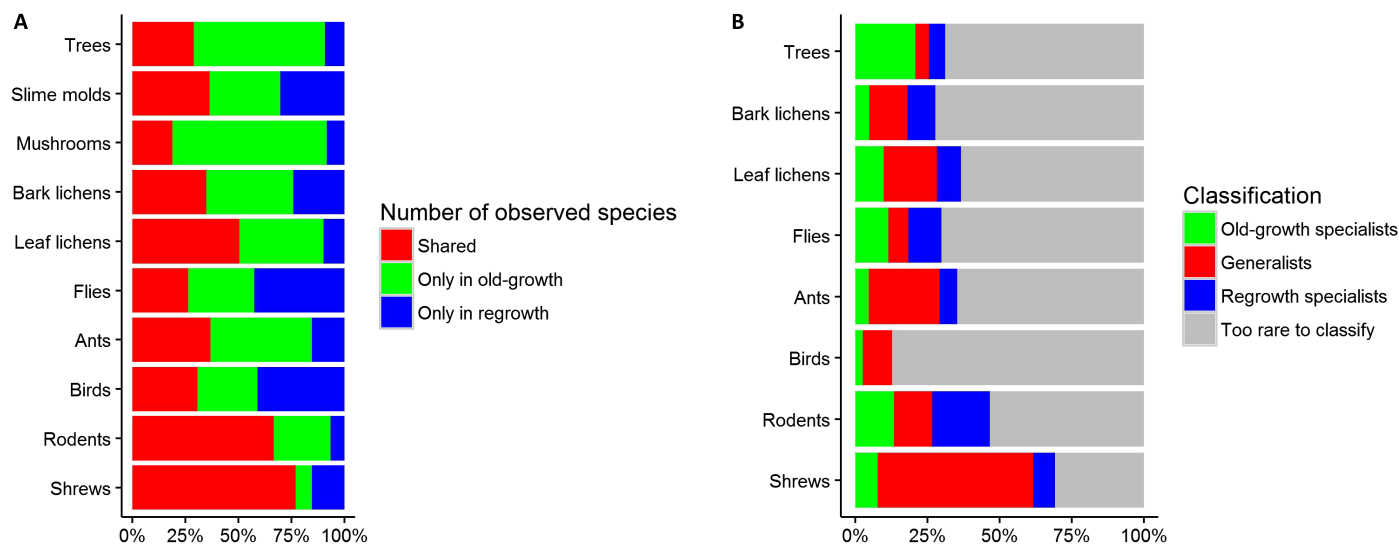 A
Trees
Slime molds
Mushrooms
Bark lichens
Leaf lichens
Flies
Ants
Birds
Rodents
Shrews
0% 25% 50% 75% 100%
Number of observed species
Shared
Only in old-growth
Only in regrowth
B
Trees
Bark lichens
Leaf lichens
Flies
Ants
Birds
Rodents
Shrews
0% 25% 50% 75% 100%
Classification
Old-growth specialists
Generalists
Regrowth specialists
Too rare to classify